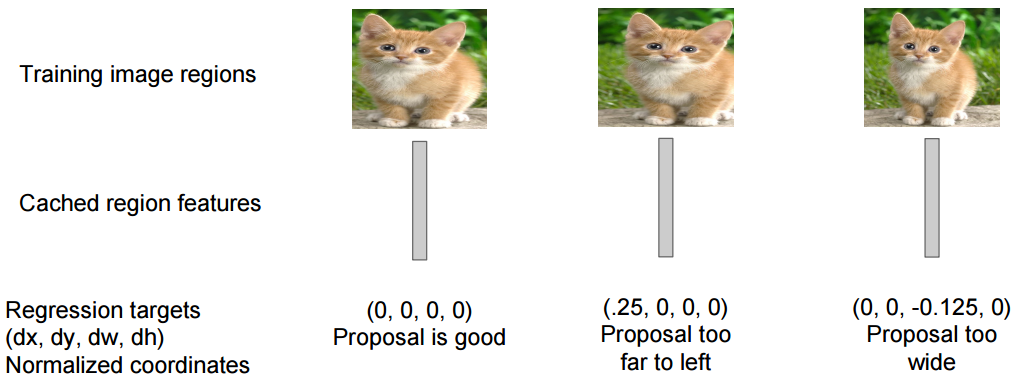 Training image regions
Cached region features
Regression targets
(dx, dy, dw, dh)
Normalized coordinates
(0, 0, 0, 0)
Proposal is good
(.25, 0, 0, 0)
Proposal too
far to left
(0, 0, -0.125, 0)
Proposal too
wide